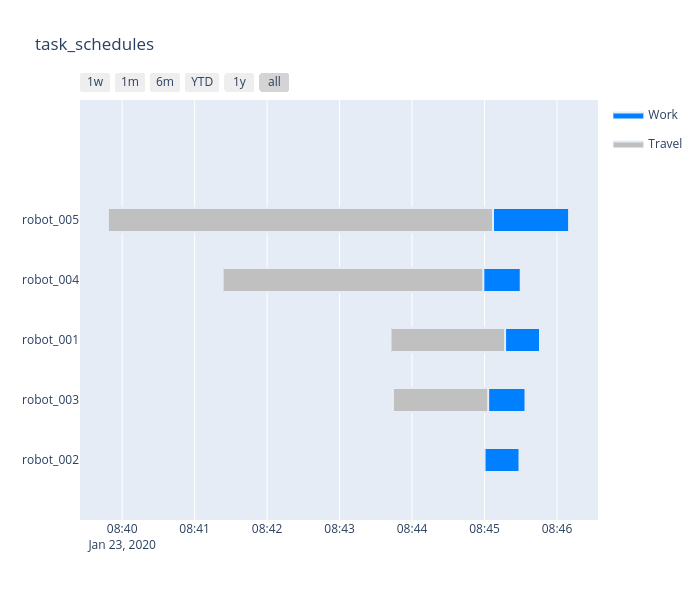 task_schedules
1w 1m 6m YTD 1y all
Work
Travel
robot_005
robot_004
robot_001
robot_003
robot_002
08:40 08:41 08:42 08:43 08:44 08:45 08:46
Jan 23, 2020